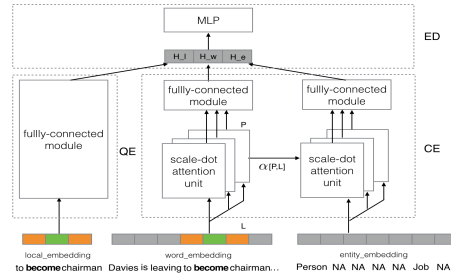 MLP
ED
H_l H_w H_e
fullly-connected module
QE
fullly-connected
module
fullly-connected
module
P
CE
scale-dot
attention
unit
α[P,L]
scale-dot
attention
unit
L
local_embedding word_embedding entity_embedding
to become chairman Davies is leaving to become chairman... Person NA NA NA NA Job NA